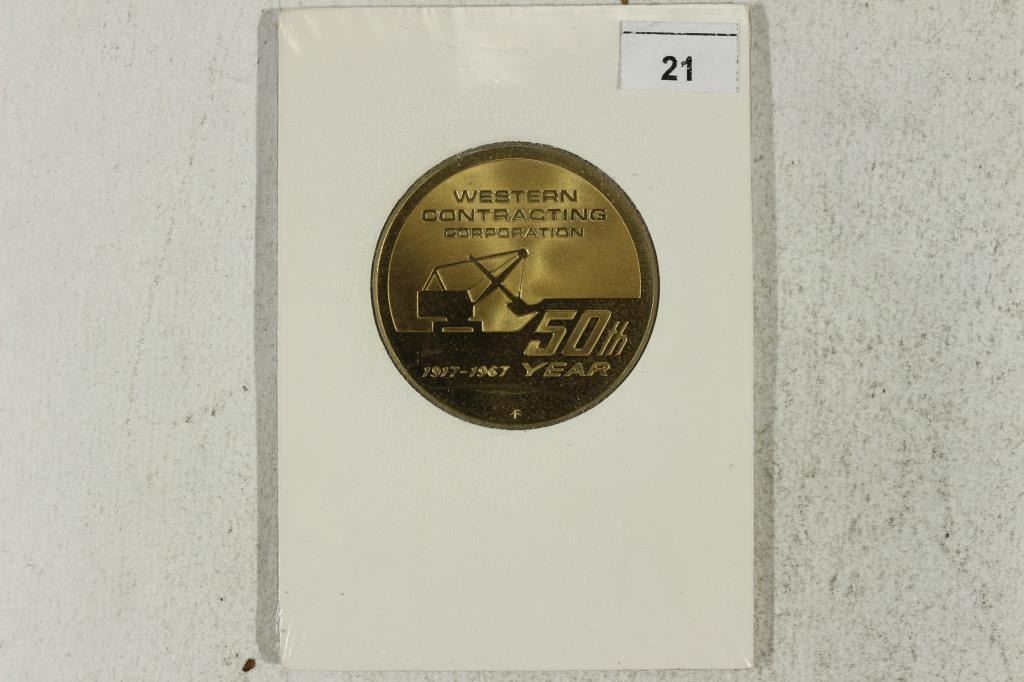 21
WESTERN
CONTRACTING
CORPORATION
50th
1917-1967 YEAR
F